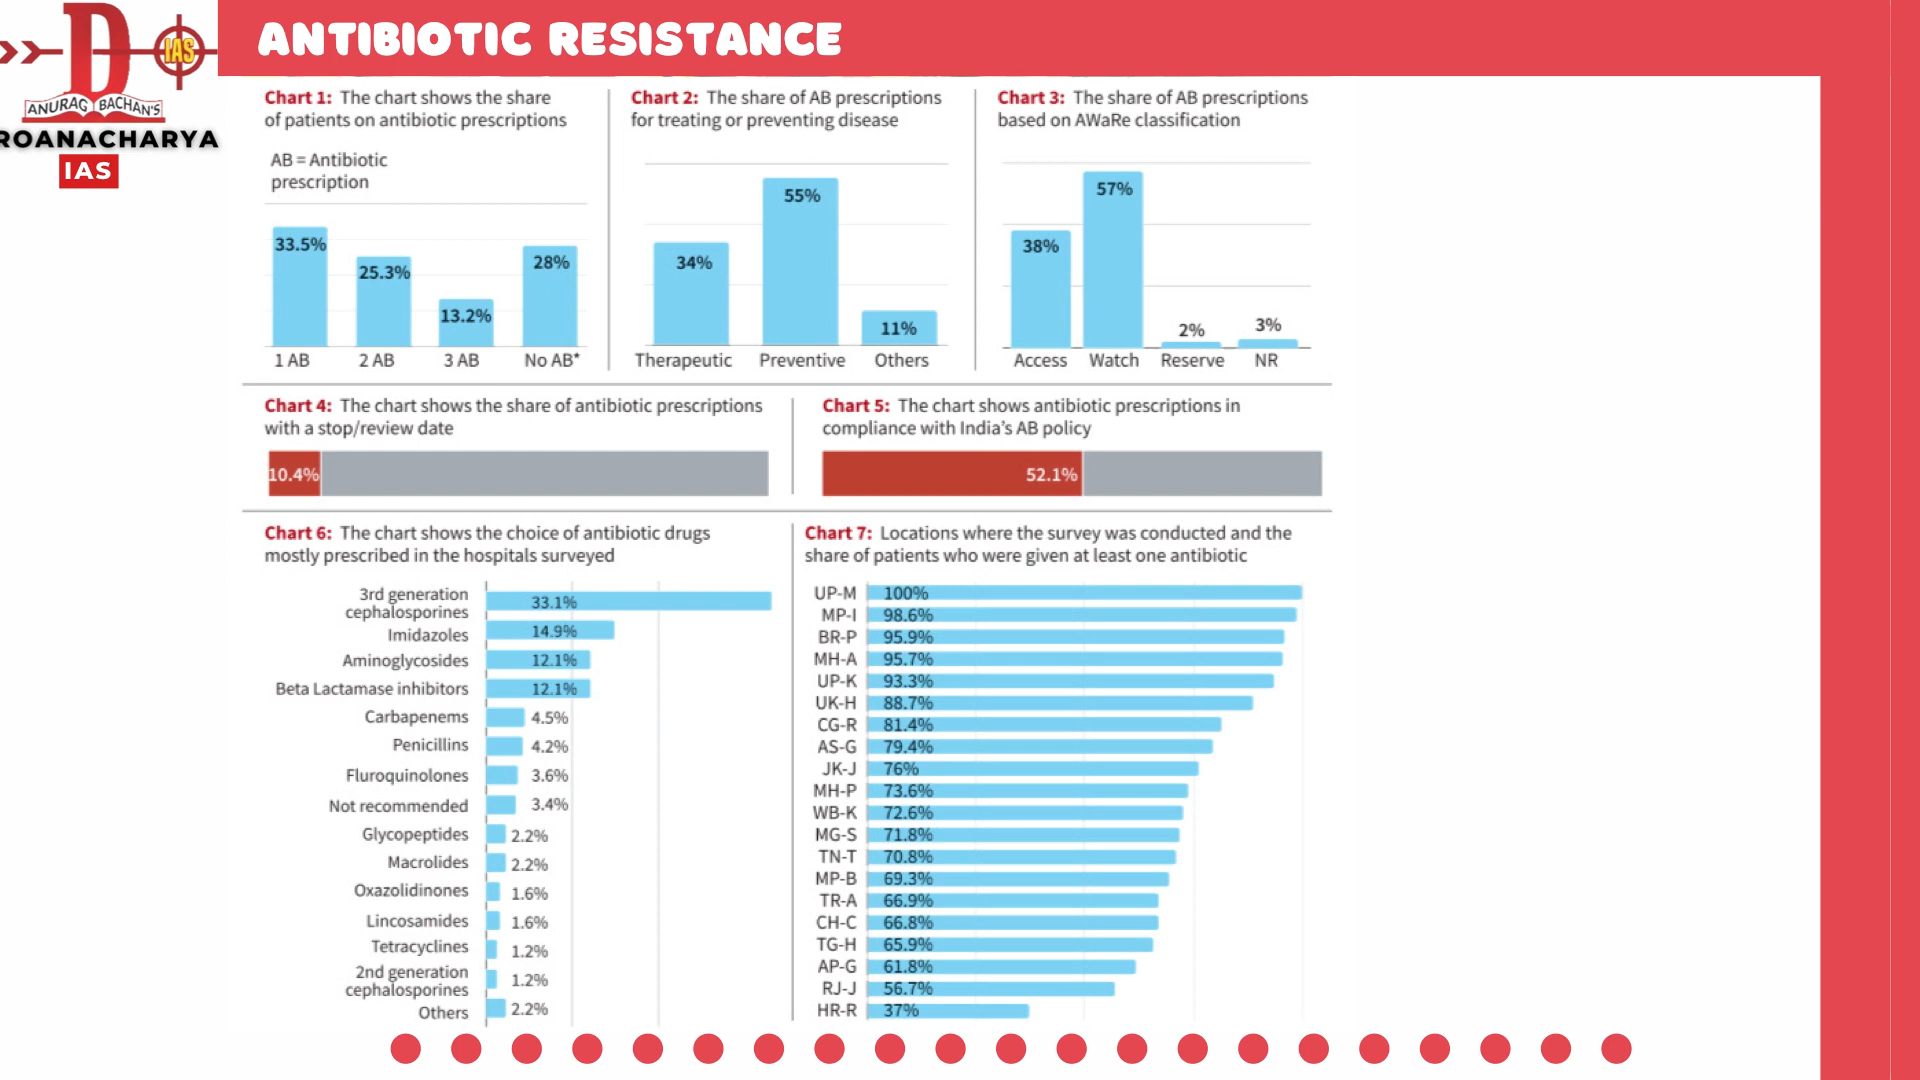 ANTIBIOTIC RESISTANCE
D
IAS
ANURAG BACHAN'S
ROANACHARYA
IAS
Chart 1: The chart shows the share
of patients on antibiotic prescriptions
AB = Antibiotic
prescription
33.5%
25.3%
13.2%
28%
1 AB
2 AB
3 AB
No AB*
Chart 2: The share of AB prescriptions
for treating or preventing disease
34%
55%
11%
Therapeutic
Preventive
Others
Chart 3: The share of AB prescriptions
based on AWaRe classification
38%
57%
2%
3%
Access
Watch
Reserve
NR
Chart 4: The chart shows the share of antibiotic prescriptions
with a stop/review date
10.4%
Chart 5: The chart shows antibiotic prescriptions in
compliance with India's AB policy
52.1%
Chart 6: The chart shows the choice of antibiotic drugs
mostly prescribed in the hospitals surveyed
3rd generation
cephalosporines
33.1%
Imidazoles 14.9%
Aminoglycosides 12.1%
Beta Lactamase inhibitors 12.1%
Carbapenems 4.5%
Penicillins 4.2%
Fluroquinolones 3.6%
Not recommended 3.4%
Glycopeptides 2.2%
Macrolides 2.2%
Oxazolidinones 1.6%
Lincosamides 1.6%
Tetracyclines 1.2%
2nd generation
cephalosporines
1.2%
Others 2.2%
Chart 7: Locations where the survey was conducted and the
share of patients who were given at least one antibiotic
UP-M 100%
MP-I 98.6%
BR-P 95.9%
MH-A 95.7%
UP-K 93.3%
UK-H 88.7%
CG-R 81.4%
AS-G 79.4%
JK-J 76%
MH-P 73.6%
WB-K 72.6%
MG-S 71.8%
TN-T 70.8%
MP-B 69.3%
TR-A 66.9%
CH-C 66.8%
TG-H 65.9%
AP-G 61.8%
RJ-J 56.7%
HR-R 37%